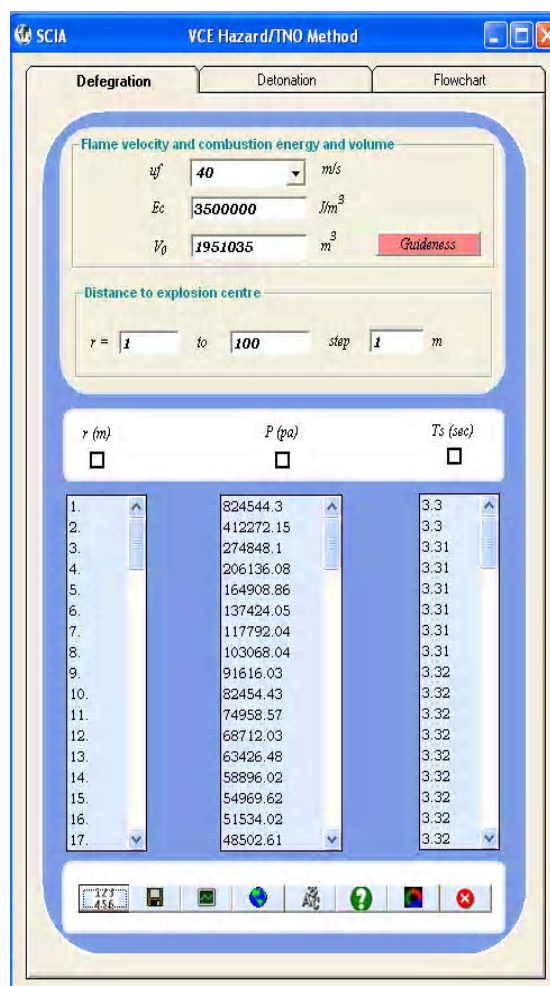 SCIA VCE Hazard/TNO Method
Defegration Detonation Flowchart
Flame velocity and combustion energy and volume
uf 40 m/s
Ec 3500000 J/m³
V₀ 1951035 m³ Guideness
Distance to explosion centre
r = 1 to 100 step 1 m
r (m) P (pa) Ts (sec)
1. 824544.3 3.3
2. 412272.15 3.3
3. 274848.1 3.31
4. 206136.08 3.31
5. 164908.86 3.31
6. 137424.05 3.31
7. 117792.04 3.31
8. 103068.04 3.31
9. 91616.03 3.32
10. 82454.43 3.32
11. 74958.57 3.32
12. 68712.03 3.32
13. 63426.48 3.32
14. 58896.02 3.32
15. 54969.62 3.32
16. 51534.02 3.32
17. 48502.61 3.32
123
456